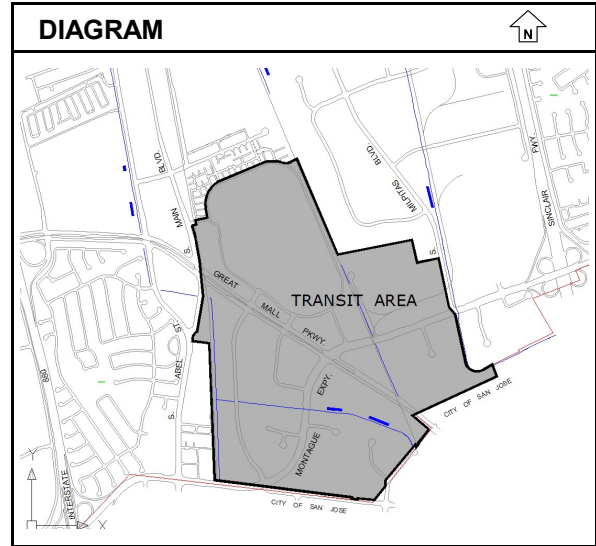 DIAGRAM
N
BLVD.
MAIN
S.
BLVD.
MILPITAS
S.
FWY.
SINCLAIR
GREAT
MALL
PKWY.
TRANSIT AREA
ABEL ST.
S.
EXPY.
MONTAGUE
CITY OF SAN JOSE
880
INTERSTATE
Y
X
CITY OF SAN JOSE